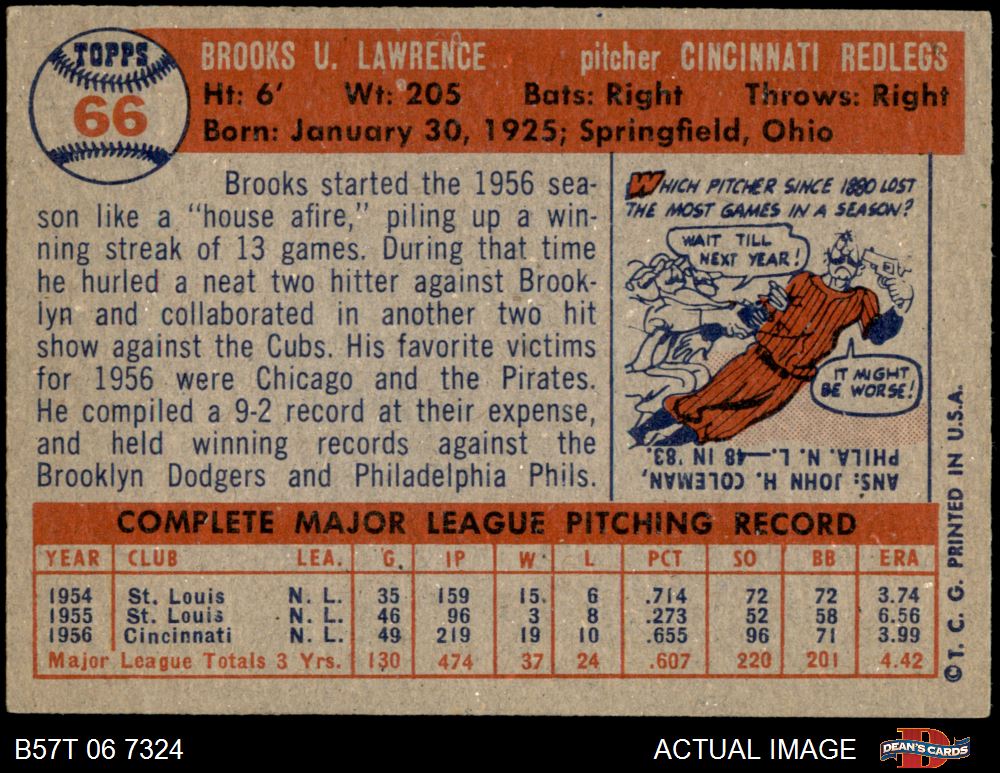 TOPPS
66
BROOKS U. LAWRENCE pitcher CINCINNATI REDLEGS
Ht: 6' Wt: 205 Bats: Right Throws: Right
Born: January 30, 1925; Springfield, Ohio
Brooks started the 1956 sea-
son like a "house afire," piling up a win-
ning streak of 13 games. During that time
he hurled a neat two hitter against Brook-
lyn and collaborated in another two hit
show against the Cubs. His favorite victims
for 1956 were Chicago and the Pirates.
He compiled a 9-2 record at their expense,
and held winning records against the
Brooklyn Dodgers and Philadelphia Phils.
WHICH PITCHER SINCE 1880 LOST
THE MOST GAMES IN A SEASON?
WAIT TILL
NEXT YEAR!
IT MIGHT
BE WORSE!
ANS: JOHN H. COLEMAN,
PHILA. N. L.—48 IN '83.
COMPLETE MAJOR LEAGUE PITCHING RECORD
YEAR CLUB LEA. G. IP W L PCT SO BB ERA
1954 St. Louis N. L. 35 159 15. 6 .714 72 72 3.74
1955 St. Louis N. L. 46 96 3 8 .273 52 58 6.56
1956 Cincinnati N. L. 49 219 19 10 .655 96 71 3.99
Major League Totals 3 Yrs. 130 474 37 24 .607 220 201 4.42
© T. C. G. PRINTED IN U.S.A.
B57T 06 7324 ACTUAL IMAGE
DEAN'S CARDS